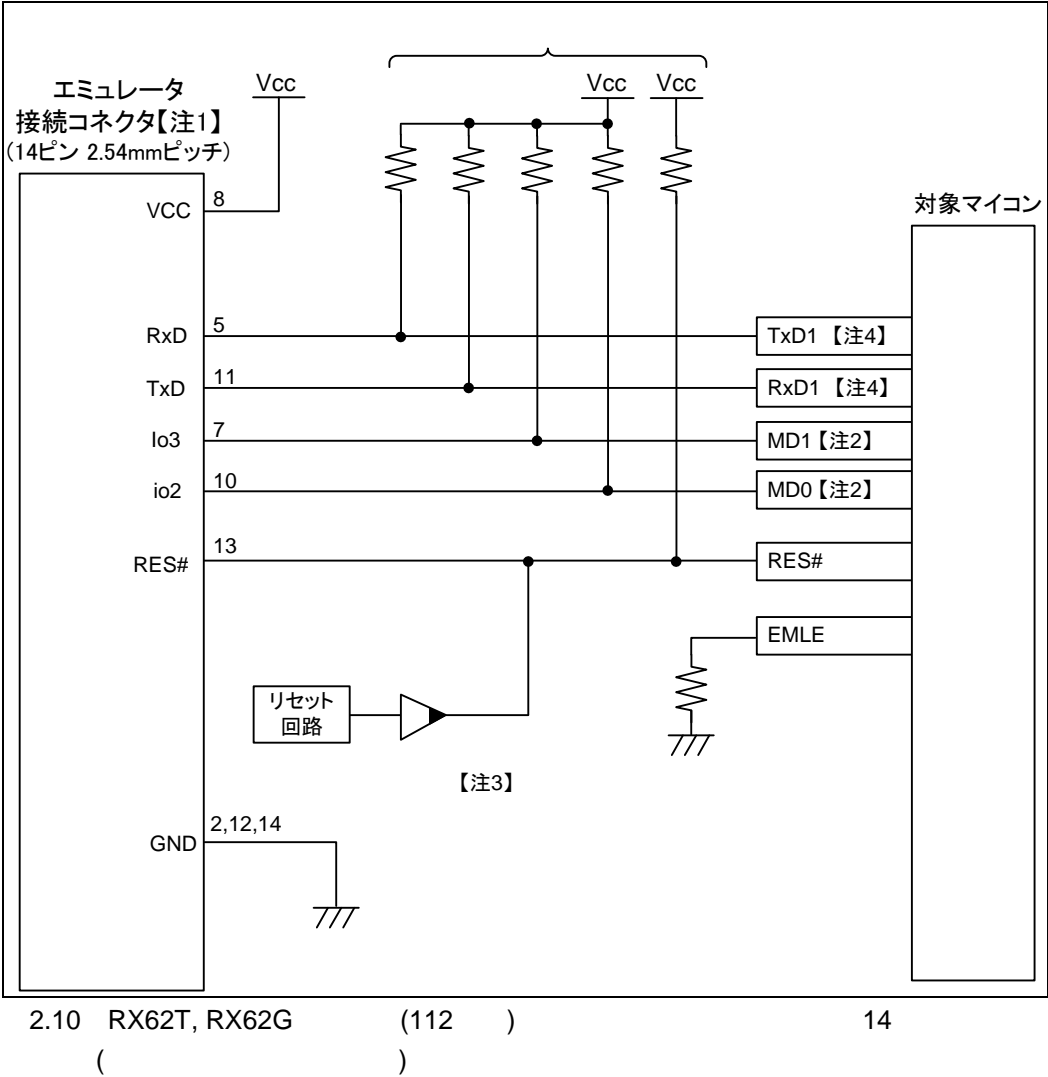 エミュレータ
接続コネクタ【注1】
(14ピン 2.54mmピッチ)
Vcc
Vcc
Vcc
対象マイコン
VCC
8
RxD
5
TxD1 【注4】
TxD
11
RxD1 【注4】
Io3
7
MD1【注2】
io2
10
MD0【注2】
RES#
13
RES#
EMLE
リセット
回路
【注3】
GND
2,12,14
2.10 RX62T, RX62G (112 ) 14
( )